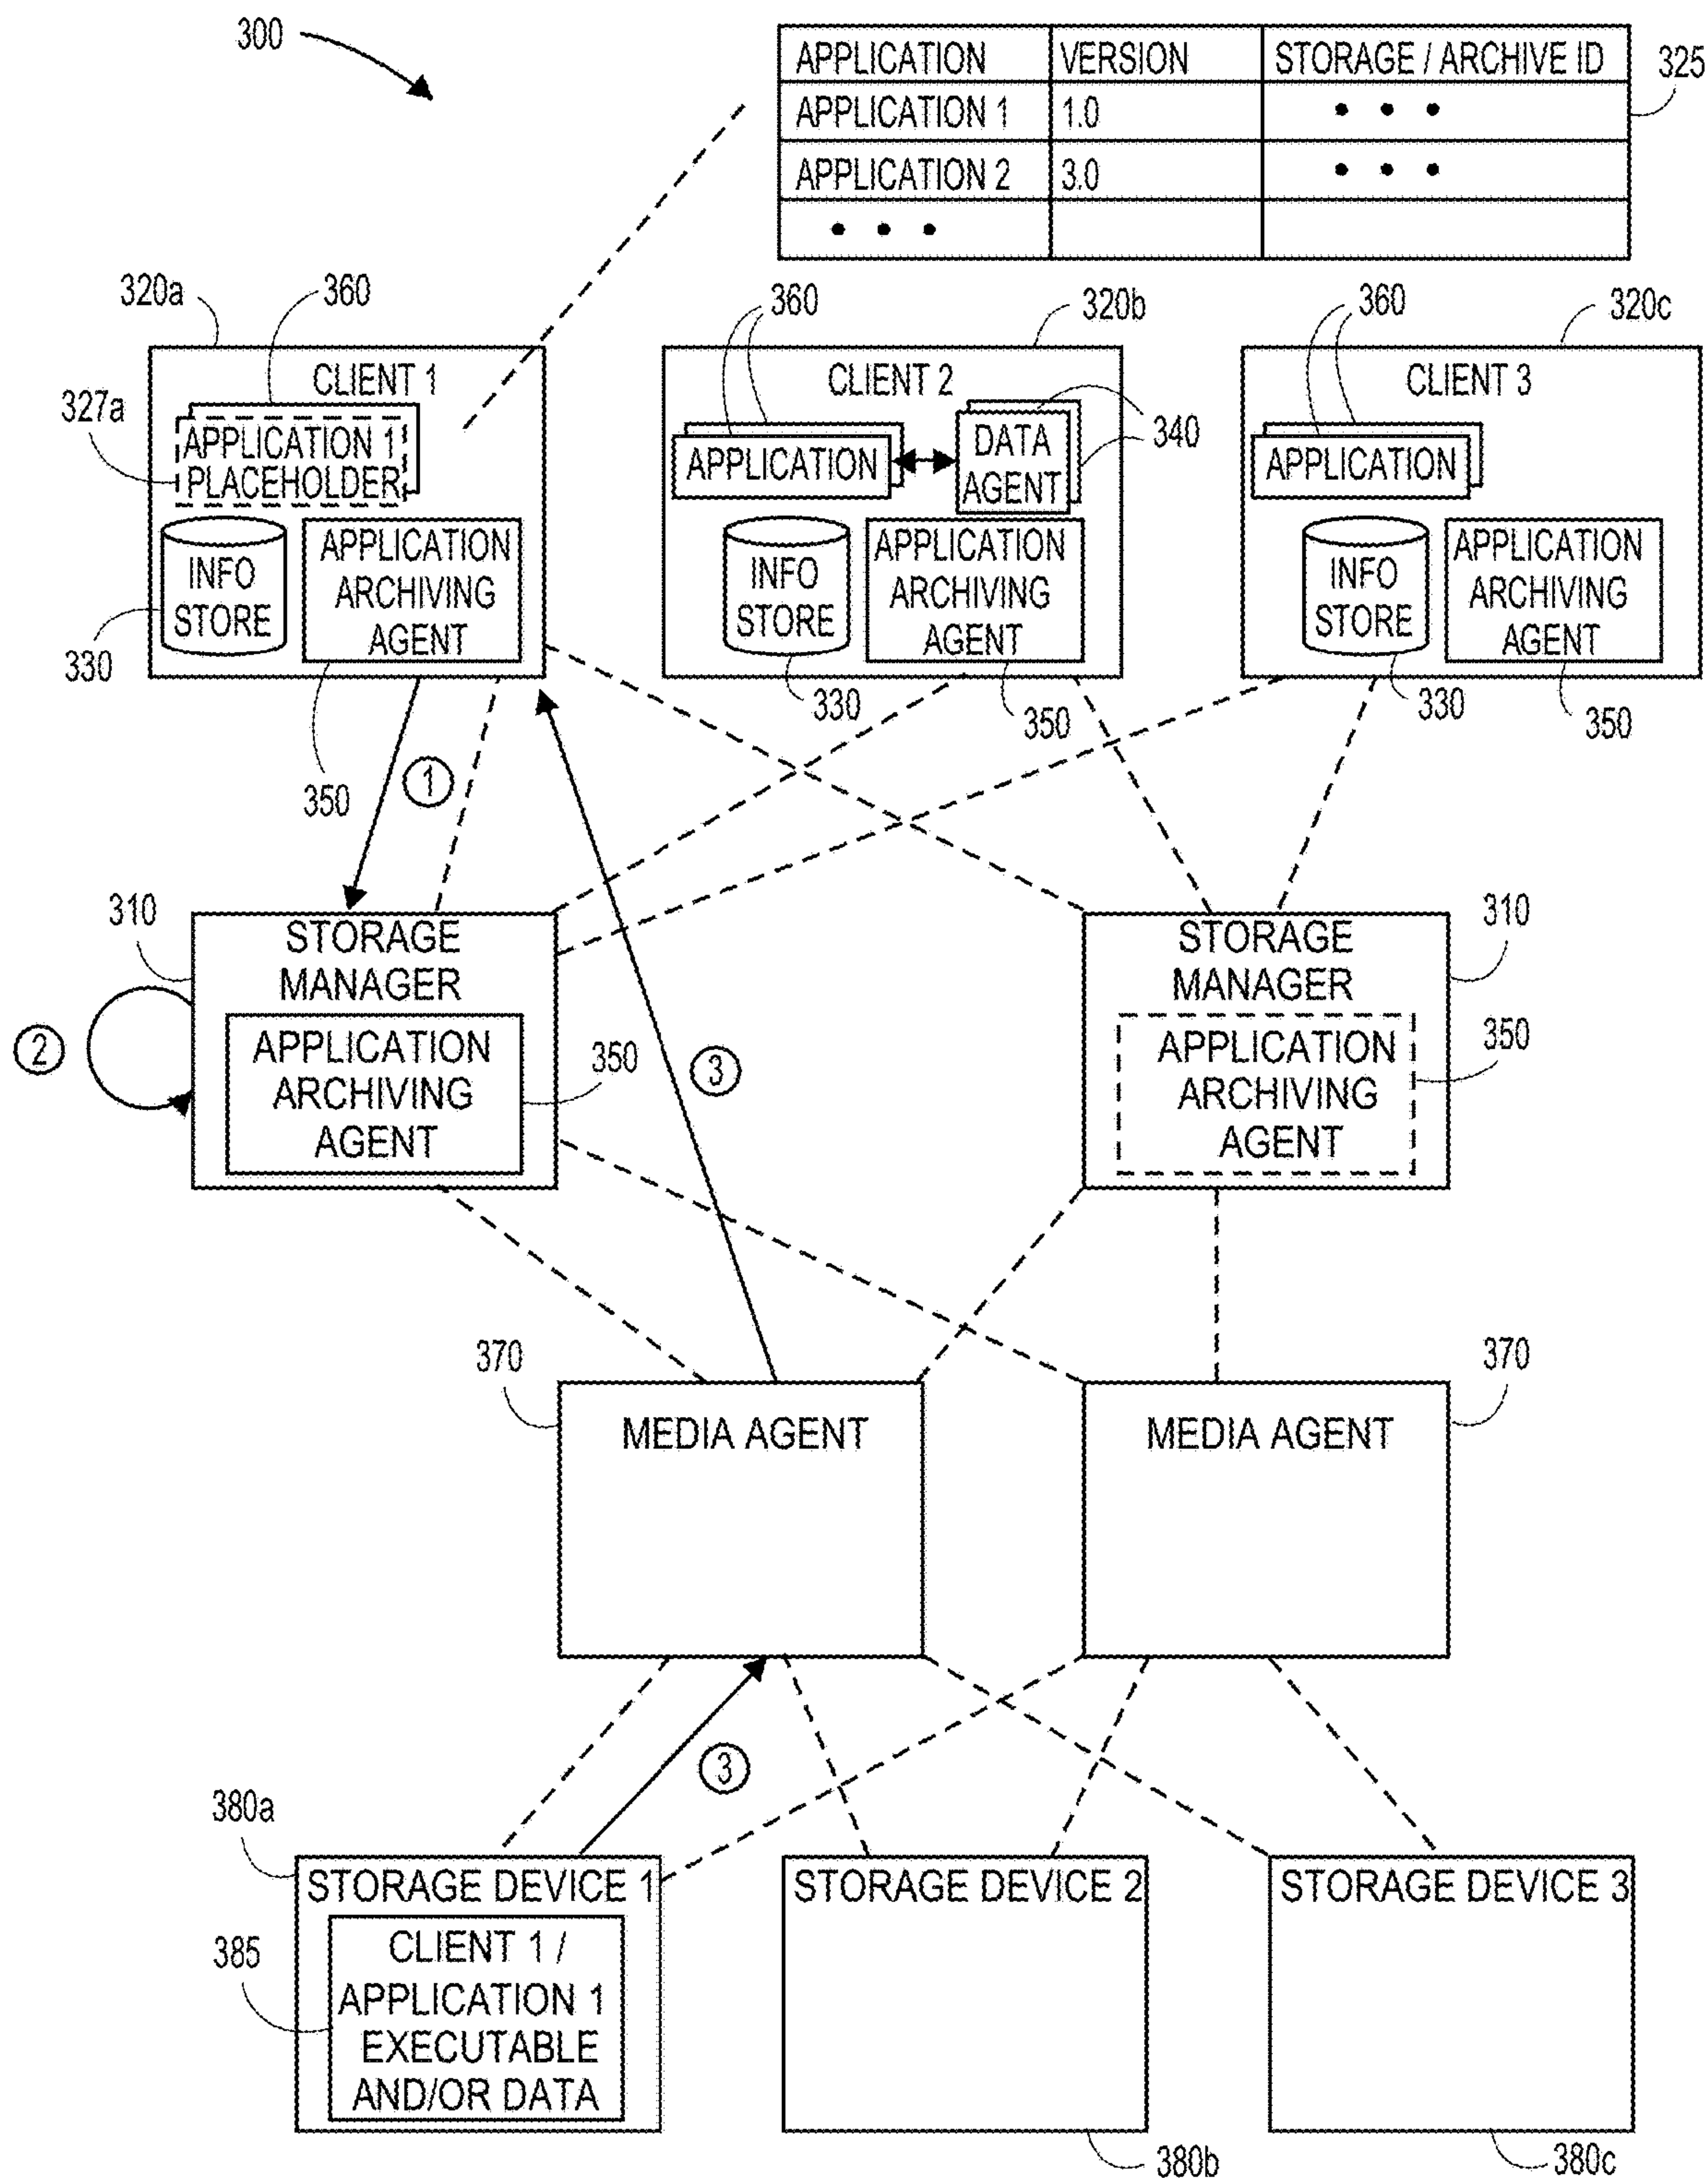 300
APPLICATION VERSION STORAGE / ARCHIVE ID
325
APPLICATION 1 1.0 • • •
APPLICATION 2 3.0 • • •
• • •
320a
360
360
320b
360
320c
CLIENT 1
327a
APPLICATION 1
PLACEHOLDER
INFO
STORE
APPLICATION
ARCHIVING
AGENT
330
350
CLIENT 2
APPLICATION
DATA
AGENT
340
INFO
STORE
APPLICATION
ARCHIVING
AGENT
330
350
CLIENT 3
APPLICATION
INFO
STORE
APPLICATION
ARCHIVING
AGENT
330
350
1
310
STORAGE
MANAGER
2
APPLICATION
ARCHIVING
AGENT
350
3
310
STORAGE
MANAGER
APPLICATION
ARCHIVING
AGENT
350
370
MEDIA AGENT
370
MEDIA AGENT
3
380a
STORAGE DEVICE 1
385
CLIENT 1 /
APPLICATION 1
EXECUTABLE
AND/OR DATA
STORAGE DEVICE 2
380b
STORAGE DEVICE 3
380c